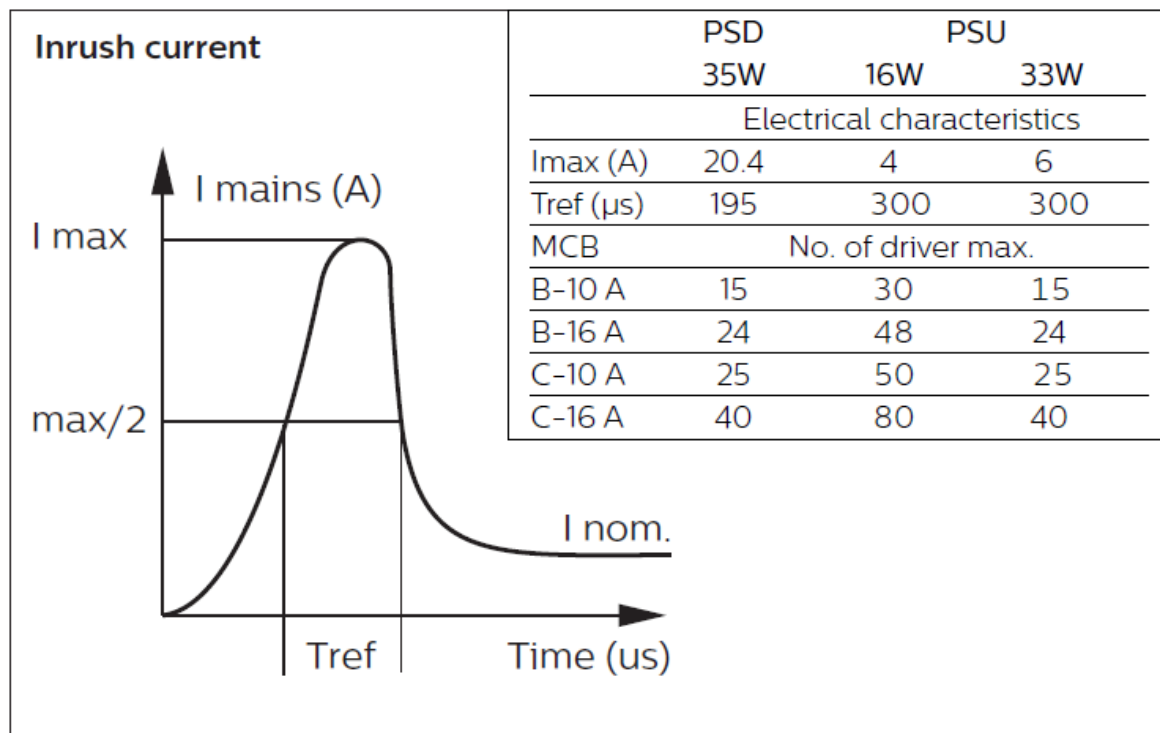 Inrush current
I mains (A)
I max
max/2
I nom.
Tref
Time (us)
PSD PSU
35W 16W 33W
Electrical characteristics
Imax (A) 20.4 4 6
Tref (µs) 195 300 300
MCB No. of driver max.
B-10 A 15 30 15
B-16 A 24 48 24
C-10 A 25 50 25
C-16 A 40 80 40